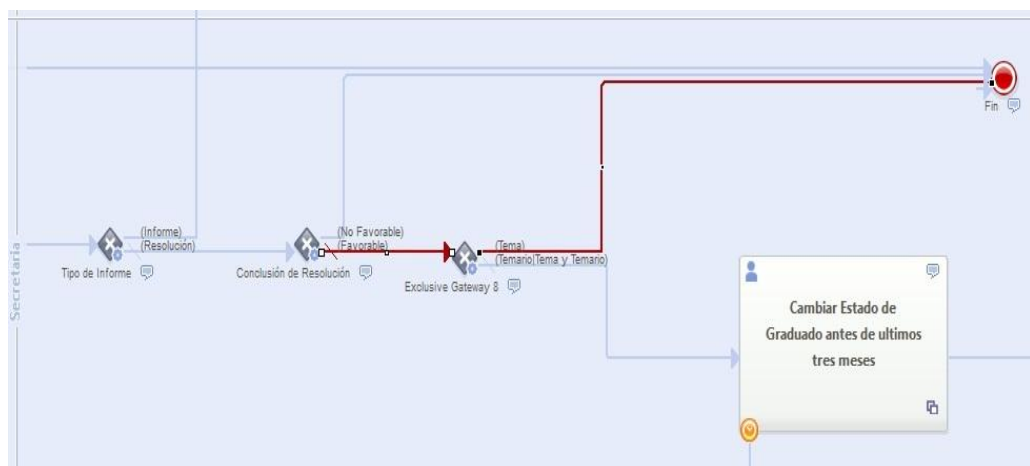 Fin
(Informe)
(Resolución)
(No Favorable)
(Favorable)
(Tema)
(Temario|Tema y Temario)
Tipo de Informe
Conclusión de Resolución
Exclusive Gateway 8
Secretaria
Cambiar Estado de
Graduado antes de ultimos
tres meses